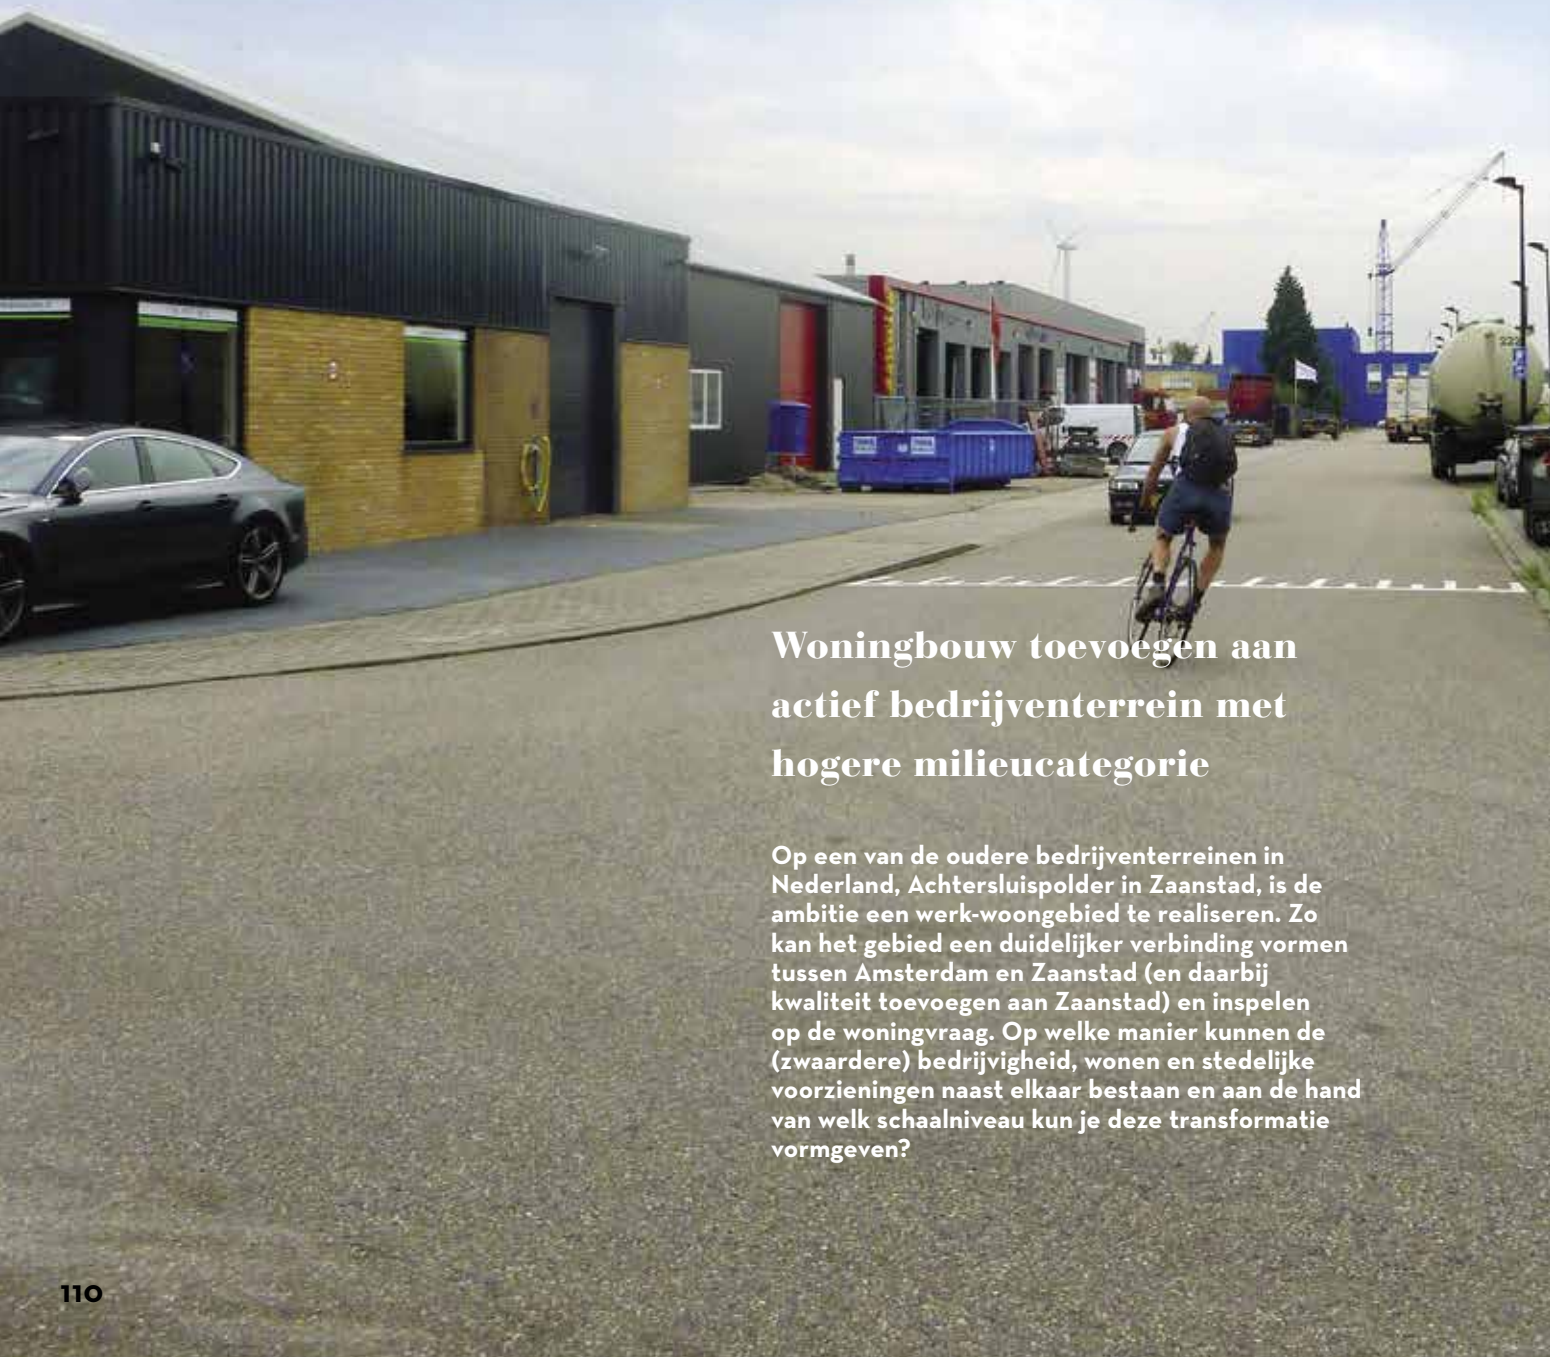 Woningbouw toevoegen aan
actief bedrijventerrein met
hogere milieucategorie
Op een van de oudere bedrijventerreinen in
Nederland, Achtersluispolder in Zaanstad, is de
ambitie een werk-woongebied te realiseren. Zo
kan het gebied een duidelijker verbinding vormen
tussen Amsterdam en Zaanstad (en daarbij
kwaliteit toevoegen aan Zaanstad) en inspelen
op de woningvraag. Op welke manier kunnen de
(zwaardere) bedrijvigheid, wonen en stedelijke
voorzieningen naast elkaar bestaan en aan de hand
van welk schaalniveau kun je deze transformatie
vormgeven?
110